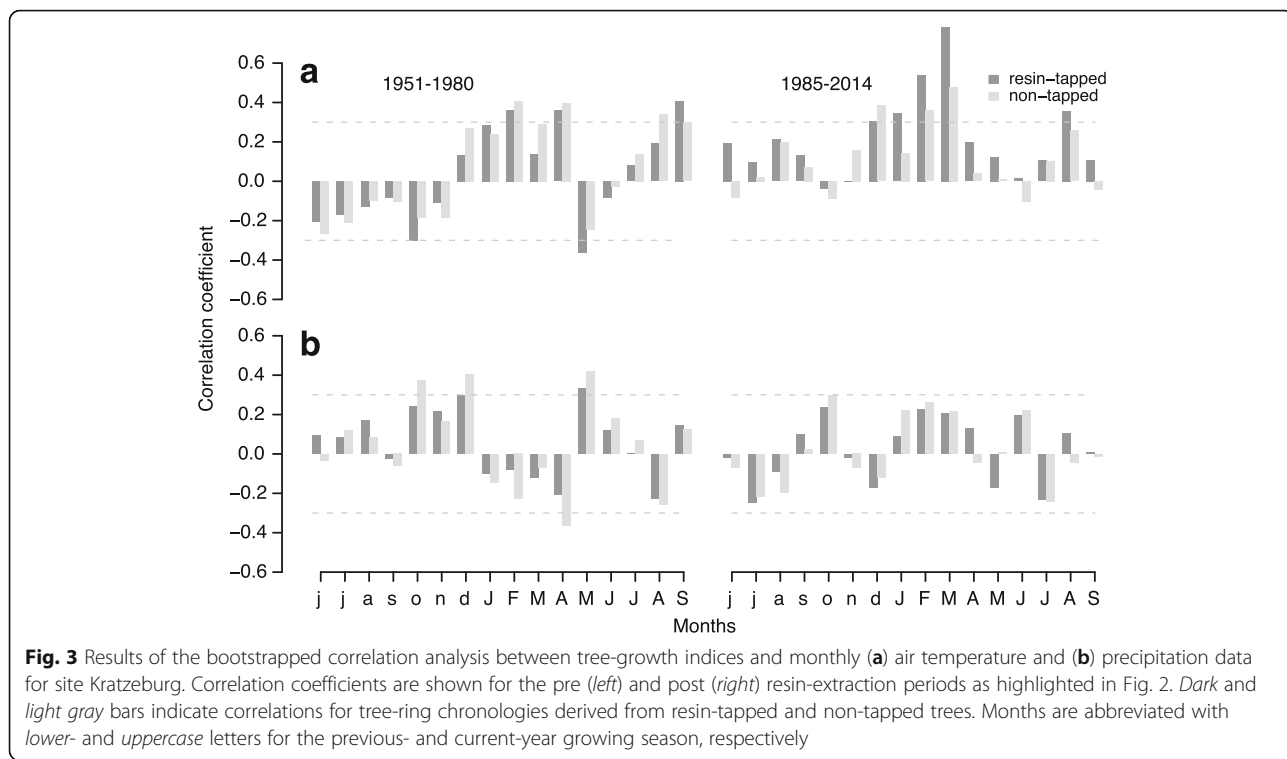 a
1951-1980
1985-2014
resin-tapped
non-tapped
0.6
0.4
0.2
0.0
−0.2
−0.4
−0.6
Correlation coefficient
b
0.6
0.4
0.2
0.0
−0.2
−0.4
−0.6
j j a s o n d J F M A M J J A S
j j a s o n d J F M A M J J A S
Months
Fig. 3 Results of the bootstrapped correlation analysis between tree-growth indices and monthly (a) air temperature and (b) precipitation data
for site Kratzeburg. Correlation coefficients are shown for the pre (left) and post (right) resin-extraction periods as highlighted in Fig. 2. Dark and
light gray bars indicate correlations for tree-ring chronologies derived from resin-tapped and non-tapped trees. Months are abbreviated with
lower- and uppercase letters for the previous- and current-year growing season, respectively